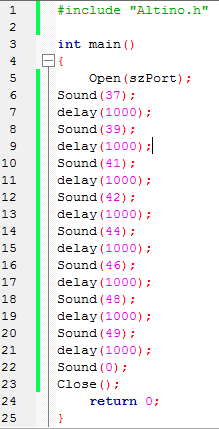 1 #include "Altino.h"
2
3 int main()
4 {
5 Open(szPort);
6 Sound(37);
7 delay(1000);
8 Sound(39);
9 delay(1000);
10 Sound(41);
11 delay(1000);
12 Sound(42);
13 delay(1000);
14 Sound(44);
15 delay(1000);
16 Sound(46);
17 delay(1000);
18 Sound(48);
19 delay(1000);
20 Sound(49);
21 delay(1000);
22 Sound(0);
23 Close();
24 return 0;
25 }